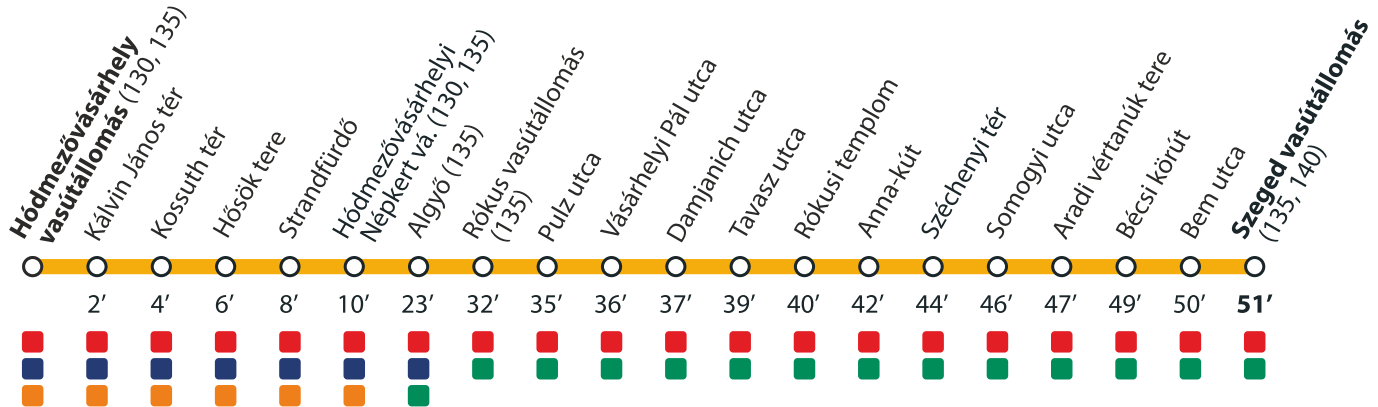 Hódmezővásárhely
vasútállomás (130, 135)
Kálvin János tér
Kossuth tér
Hősök tere
Strandfürdő
Hódmezővásárhelyi
Népkert vá. (130, 135)
Algyő (135)
Rókus vasútállomás
(135)
Pulz utca
Vásárhelyi Pál utca
Damjanich utca
Tavasz utca
Rókusi templom
Anna-kút
Széchenyi tér
Somogyi utca
Aradi vértanúk tere
Bécsi körút
Bem utca
Szeged vasútállomás
(135, 140)
2’ 4’ 6’ 8’ 10’ 23’ 32’ 35’ 36’ 37’ 39’ 40’ 42’ 44’ 46’ 47’ 49’ 50’ 51’